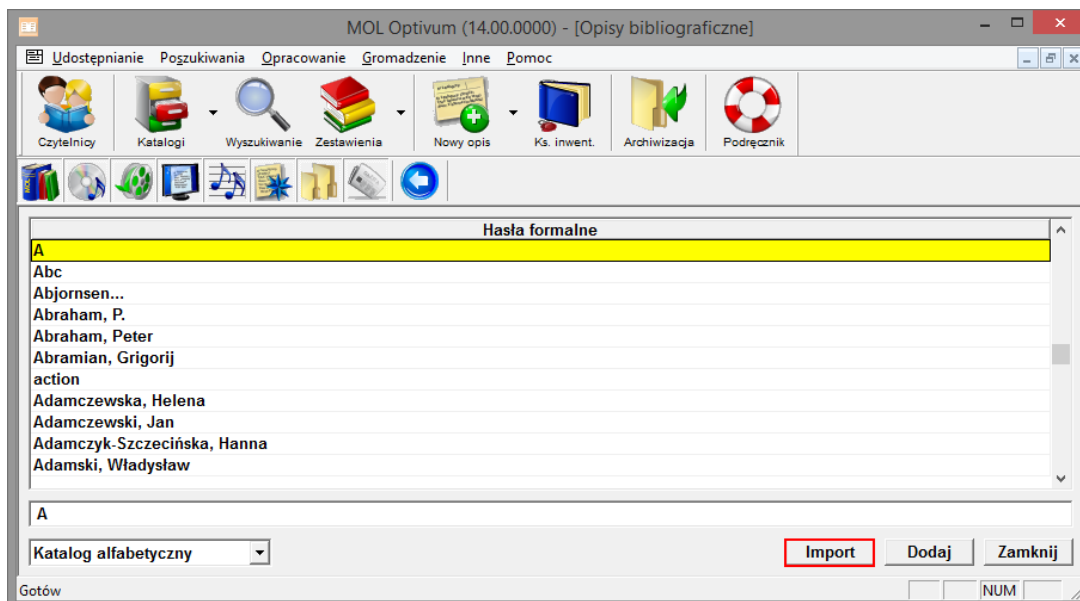 MOL Optivum (14.00.0000) - [Opisy bibliograficzne]
Udostępnianie Poszukiwania Opracowanie Gromadzenie Inne Pomoc
Czytelnicy Katalogi Wyszukiwanie Zestawienia Nowy opis Ks. inwent. Archiwizacja Podręcznik
Hasła formalne
A
Abc
Abjornsen...
Abraham, P.
Abraham, Peter
Abramian, Grigorij
action
Adamczewska, Helena
Adamczewski, Jan
Adamczyk-Szczecińska, Hanna
Adamski, Władysław
A
Katalog alfabetyczny Import Dodaj Zamknij
Gotów NUM